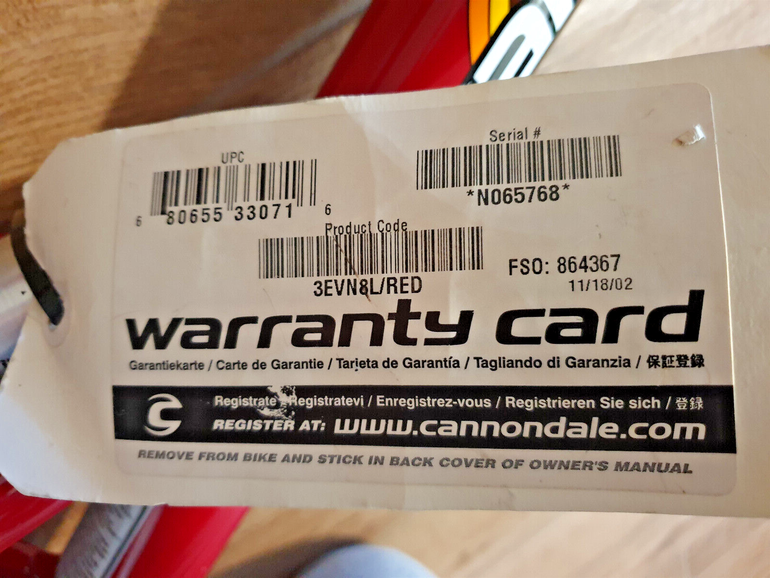 UPC
6 80655 33071 6
Serial #
*N065768*
Product Code
3EVN8L/RED
FSO: 864367
11/18/02
warranty card
Garantiekarte / Carte de Garantie / Tarjeta de Garantía / Tagliando di Garanzia / 保証登録
Registrate / Registratevi / Enregistrez-vous / Registrieren Sie sich / 登録
REGISTER AT: www.cannondale.com
REMOVE FROM BIKE AND STICK IN BACK COVER OF OWNER'S MANUAL